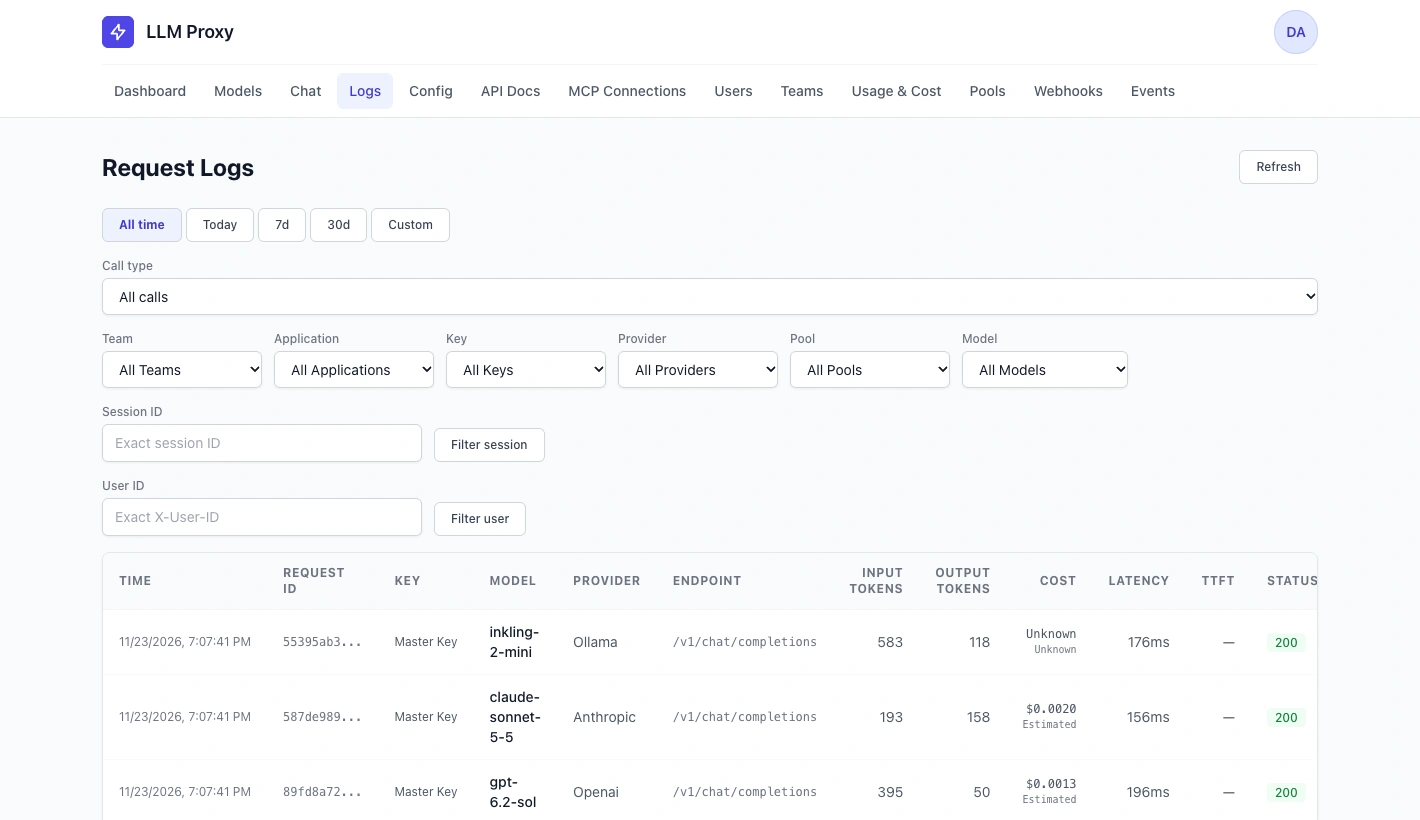 LLM Proxy
DA
Dashboard Models Chat Logs Config API Docs MCP Connections Users Teams Usage & Cost Pools Webhooks Events
Request Logs
Refresh
All time Today 7d 30d Custom
Call type
All calls
Team Application Key Provider Pool Model
All Teams All Applications All Keys All Providers All Pools All Models
Session ID
Exact session ID Filter session
User ID
Exact X-User-ID Filter user
TIME REQUEST ID KEY MODEL PROVIDER ENDPOINT INPUT TOKENS OUTPUT TOKENS COST LATENCY TTFT STATUS
11/23/2026, 7:07:41 PM 55395ab3... Master Key inkling-2-mini Ollama /v1/chat/completions 583 118 Unknown Unknown 176ms — 200
11/23/2026, 7:07:41 PM 587de989... Master Key claude-sonnet-5-5 Anthropic /v1/chat/completions 193 158 $0.0020 Estimated 156ms — 200
11/23/2026, 7:07:41 PM 89fd8a72... Master Key gpt-6.2-sol Openai /v1/chat/completions 395 50 $0.0013 Estimated 196ms — 200